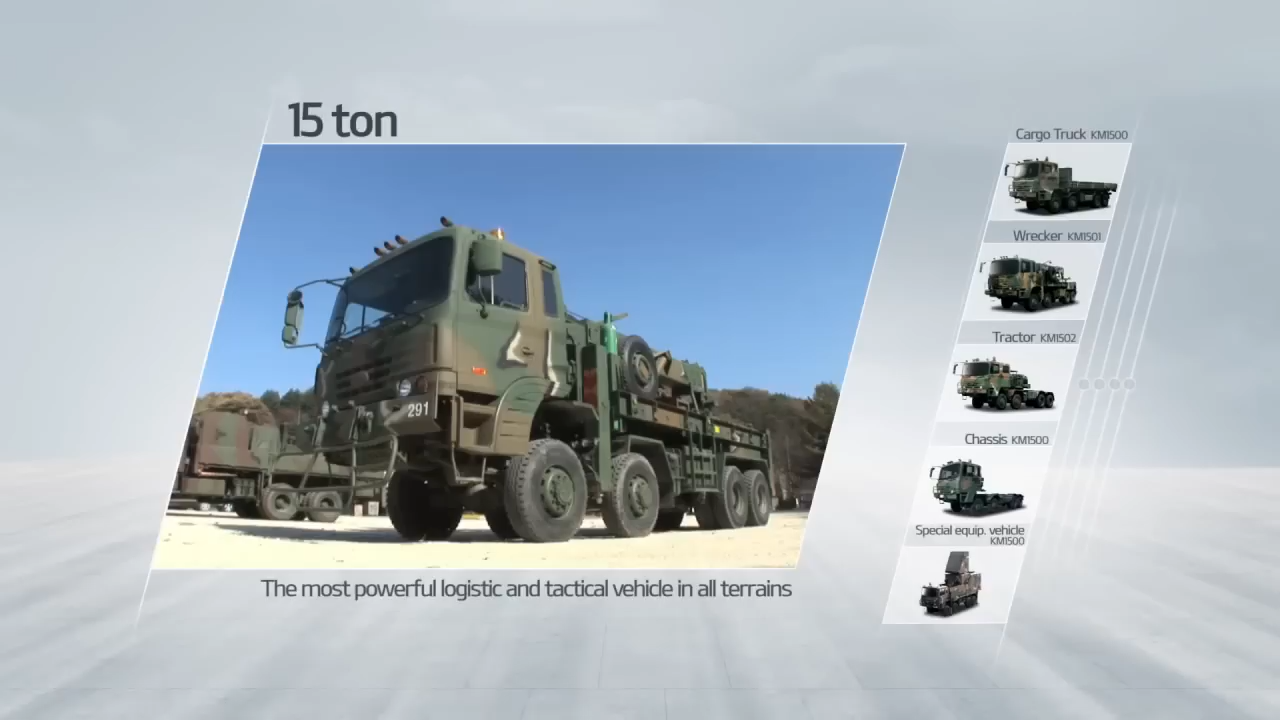 15 ton
291
The most powerful logistic and tactical vehicle in all terrains
Cargo Truck KM1500
Wrecker KM1501
Tractor KM1502
Chassis KM1500
Special equip. vehicle
KM1500